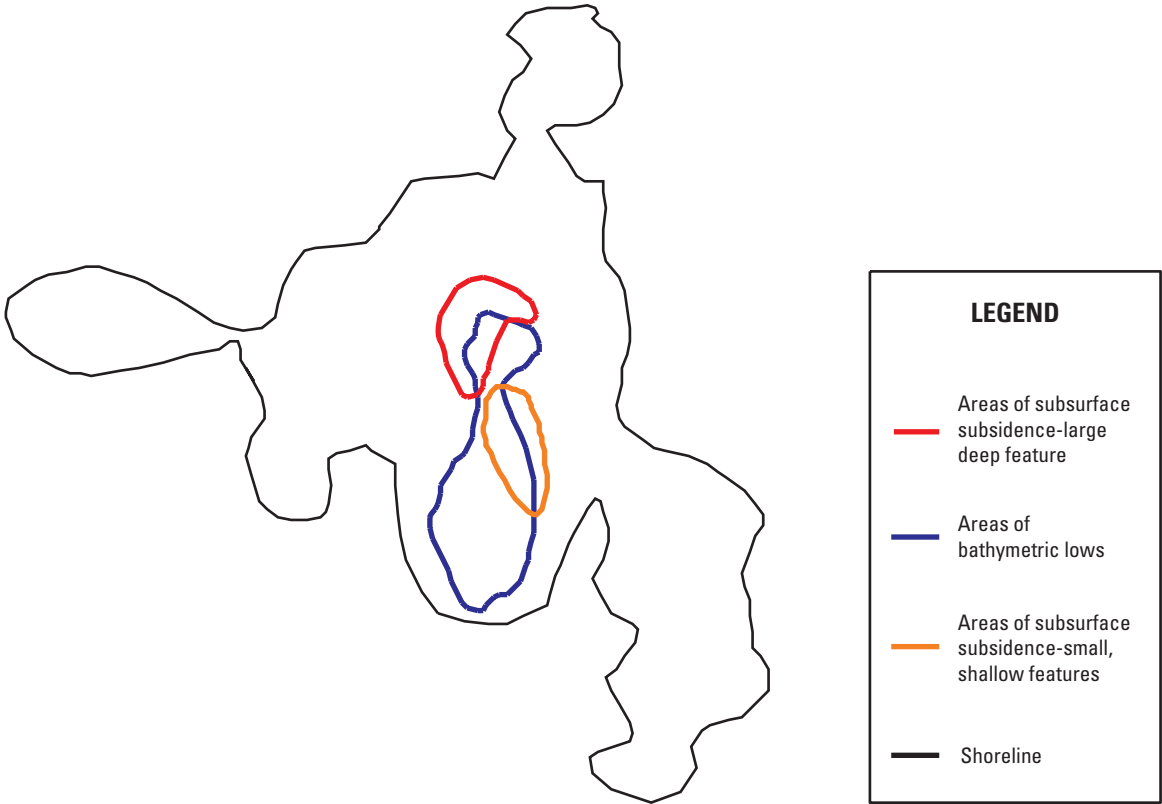 LEGEND
Areas of subsurface
subsidence-large
deep feature
Areas of
bathymetric lows
Areas of subsurface
subsidence-small,
shallow features
Shoreline